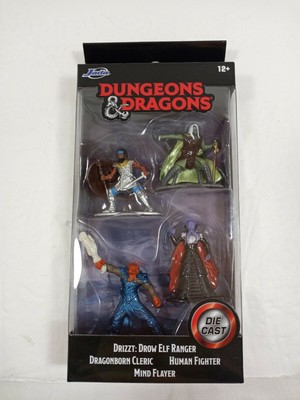 Jada
12+
DUNGEONS
& DRAGONS
DIE
CAST
DRIZZT: DROW ELF RANGER
DRAGONBORN CLERIC HUMAN FIGHTER
MIND FLAYER